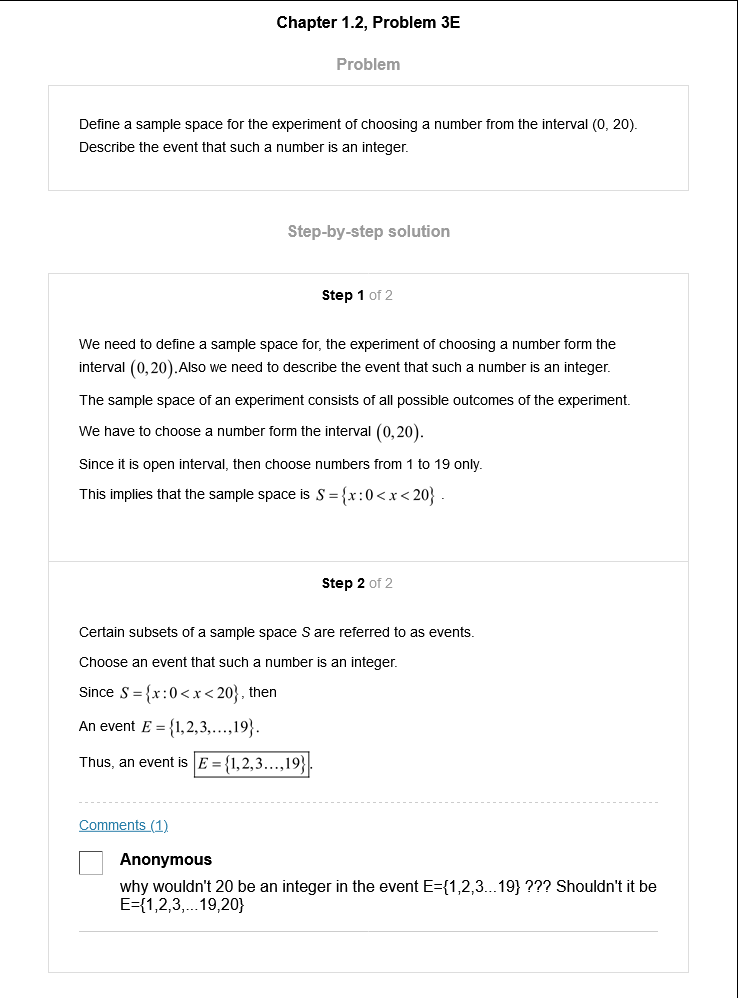 Chapter 1.2, Problem 3E
Problem
Define a sample space for the experiment of choosing a number from the interval (0, 20).
Describe the event that such a number is an integer.
Step-by-step solution
Step 1 of 2
We need to define a sample space for, the experiment of choosing a number form the
interval (0,20).Also we need to describe the event that such a number is an integer.
The sample space of an experiment consists of all possible outcomes of the experiment.
We have to choose a number form the interval (0,20).
Since it is open interval, then choose numbers from 1 to 19 only.
This implies that the sample space is S={x:0<x<20} .
Step 2 of 2
Certain subsets of a sample space S are referred to as events.
Choose an event that such a number is an integer.
Since S={x:0<x<20}, then
An event E={1,2,3,...,19}.
Thus, an event is E={1,2,3...,19}.
Comments (1)
Anonymous
why wouldn't 20 be an integer in the event E={1,2,3...19} ??? Shouldn't it be
E={1,2,3,...19,20}